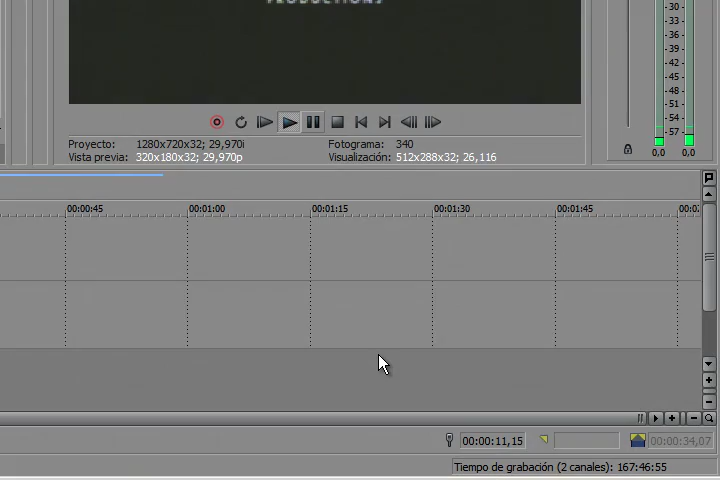 PRODUCTIONS
-30
-33
-36
-39
-42
-45
-48
-51
-54
-57
0,0 0,0
Proyecto: 1280x720x32; 29,970i Fotograma: 340
Vista previa: 320x180x32; 29,970p Visualización: 512x288x32; 26,116
00:00:45 00:01:00 00:01:15 00:01:30 00:01:45 00:02
00:00:11,15 00:00:34,07
Tiempo de grabación (2 canales): 167:46:55